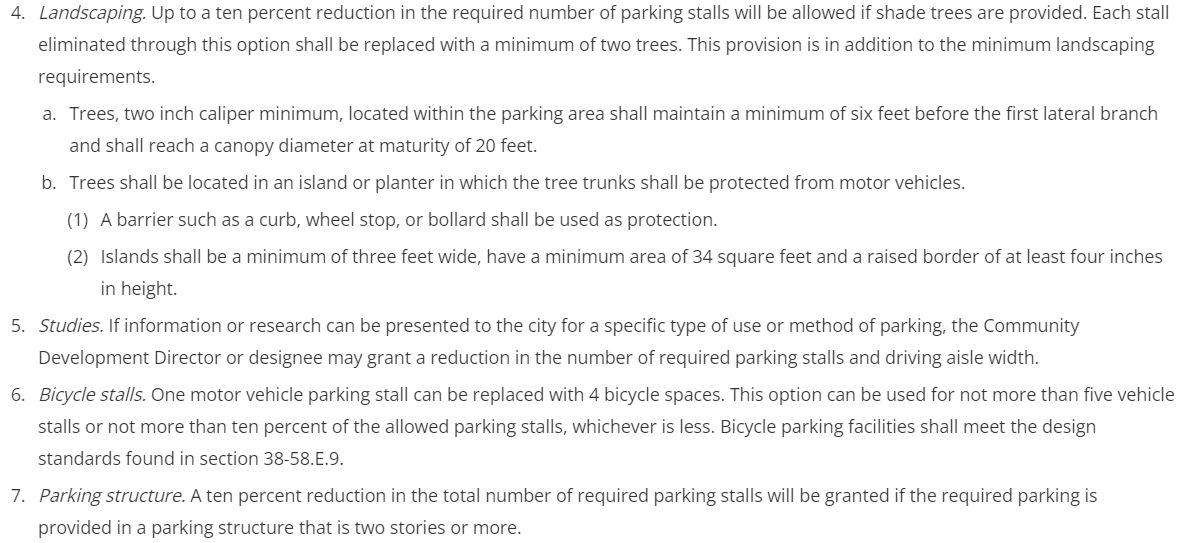 4. Landscaping. Up to a ten percent reduction in the required number of parking stalls will be allowed if shade trees are provided. Each stall
eliminated through this option shall be replaced with a minimum of two trees. This provision is in addition to the minimum landscaping
requirements.
a. Trees, two inch caliper minimum, located within the parking area shall maintain a minimum of six feet before the first lateral branch
and shall reach a canopy diameter at maturity of 20 feet.
b. Trees shall be located in an island or planter in which the tree trunks shall be protected from motor vehicles.
(1) A barrier such as a curb, wheel stop, or bollard shall be used as protection.
(2) Islands shall be a minimum of three feet wide, have a minimum area of 34 square feet and a raised border of at least four inches
in height.
5. Studies. If information or research can be presented to the city for a specific type of use or method of parking, the Community
Development Director or designee may grant a reduction in the number of required parking stalls and driving aisle width.
6. Bicycle stalls. One motor vehicle parking stall can be replaced with 4 bicycle spaces. This option can be used for not more than five vehicle
stalls or not more than ten percent of the allowed parking stalls, whichever is less. Bicycle parking facilities shall meet the design
standards found in section 38-58.E.9.
7. Parking structure. A ten percent reduction in the total number of required parking stalls will be granted if the required parking is
provided in a parking structure that is two stories or more.